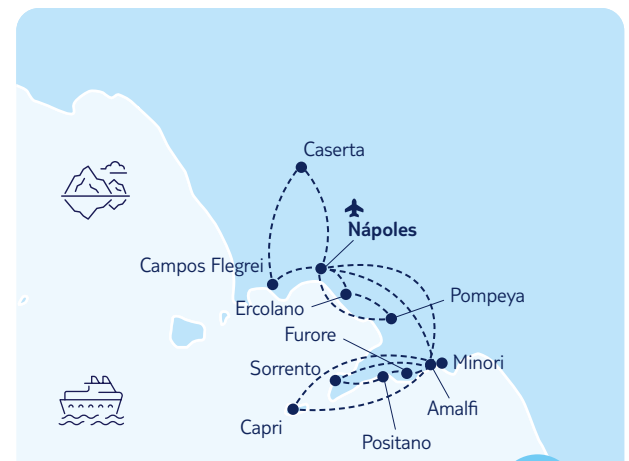 Caserta
Nápoles
Campos Flegrei
Ercolano
Pompeya
Furore
Sorrento
Minori
Amalfi
Capri
Positano